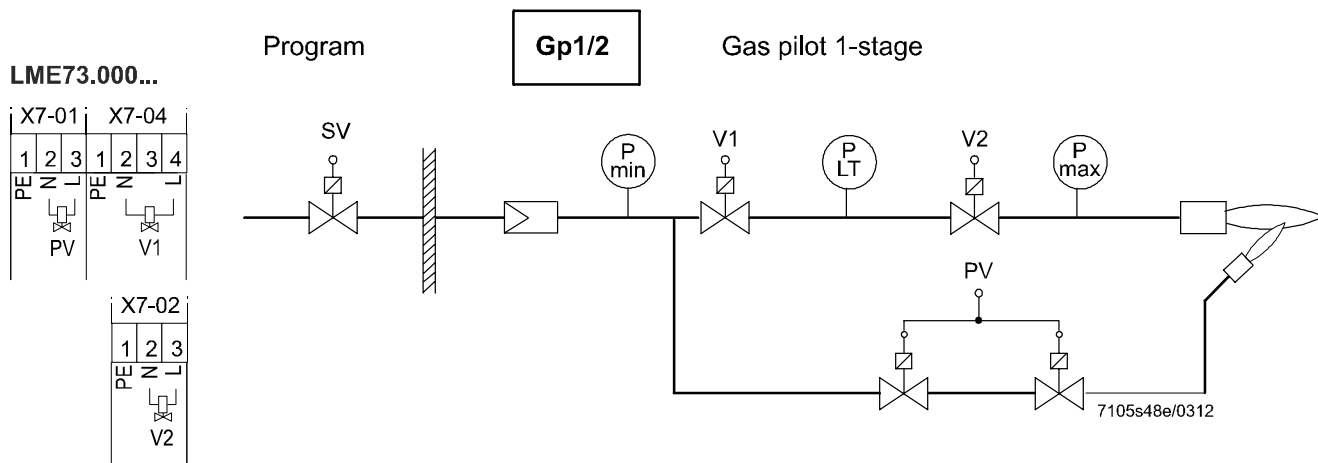 Program Gp1/2 Gas pilot 1-stage
LME73.000...
X7-01 X7-04
1 2 3 1 2 3 4
PE N L PE N L
PV V1
X7-02
1 2 3
PE N L
V2
SV
P min
V1
P LT
V2
P max
PV
7105s48e/0312